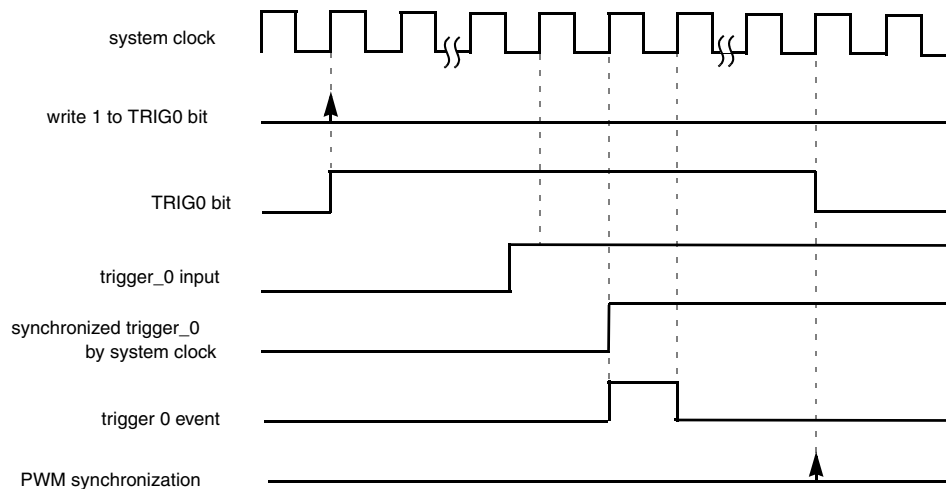 system clock
write 1 to TRIG0 bit
TRIG0 bit
trigger_0 input
synchronized trigger_0
by system clock
trigger 0 event
PWM synchronization